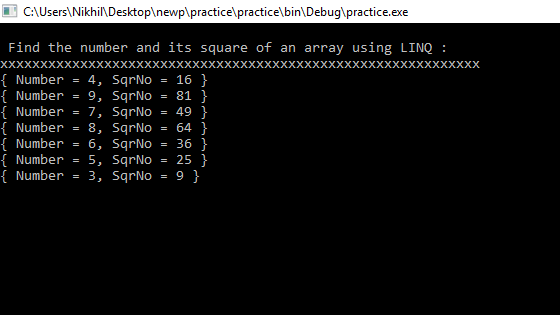 C:\Users\Nikhil\Desktop\newp\practice\practice\bin\Debug\practice.exe
Find the number and its square of an array using LINQ :
xxxxxxxxxxxxxxxxxxxxxxxxxxxxxxxxxxxxxxxxxxxxxxxxxxxxxxxxxxxx
{ Number = 4, SqrNo = 16 }
{ Number = 9, SqrNo = 81 }
{ Number = 7, SqrNo = 49 }
{ Number = 8, SqrNo = 64 }
{ Number = 6, SqrNo = 36 }
{ Number = 5, SqrNo = 25 }
{ Number = 3, SqrNo = 9 }